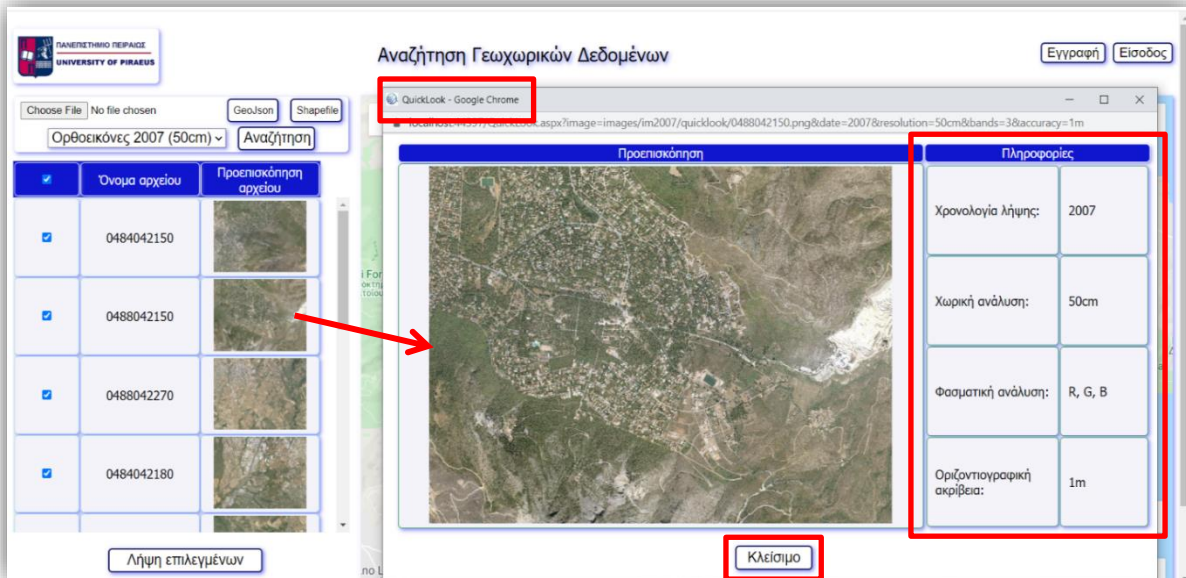 ΠΑΝΕΠΙΣΤΗΜΙΟ ΠΕΙΡΑΙΩΣ
UNIVERSITY OF PIRAEUS
Αναζήτηση Γεωχωρικών Δεδομένων
Εγγραφή
Είσοδος
Choose File
No file chosen
GeoJson
Shapefile
Ορθοεικόνες 2007 (50cm)
Αναζήτηση
Όνομα αρχείου
Προεπισκόπηση
αρχείου
0484042150
0488042150
0488042270
0484042180
Λήψη επιλεγμένων
QuickLook - Google Chrome
aspx?image=images/im2007/quicklook/0488042150.png&date=2007&resolution=50cm&bands=3&accuracy=1m
Προεπισκόπηση
Πληροφορίες
Χρονολογία λήψης:
2007
Χωρική ανάλυση:
50cm
Φασματική ανάλυση:
R, G, B
Οριζοντιογραφική
ακρίβεια:
1m
Κλείσιμο